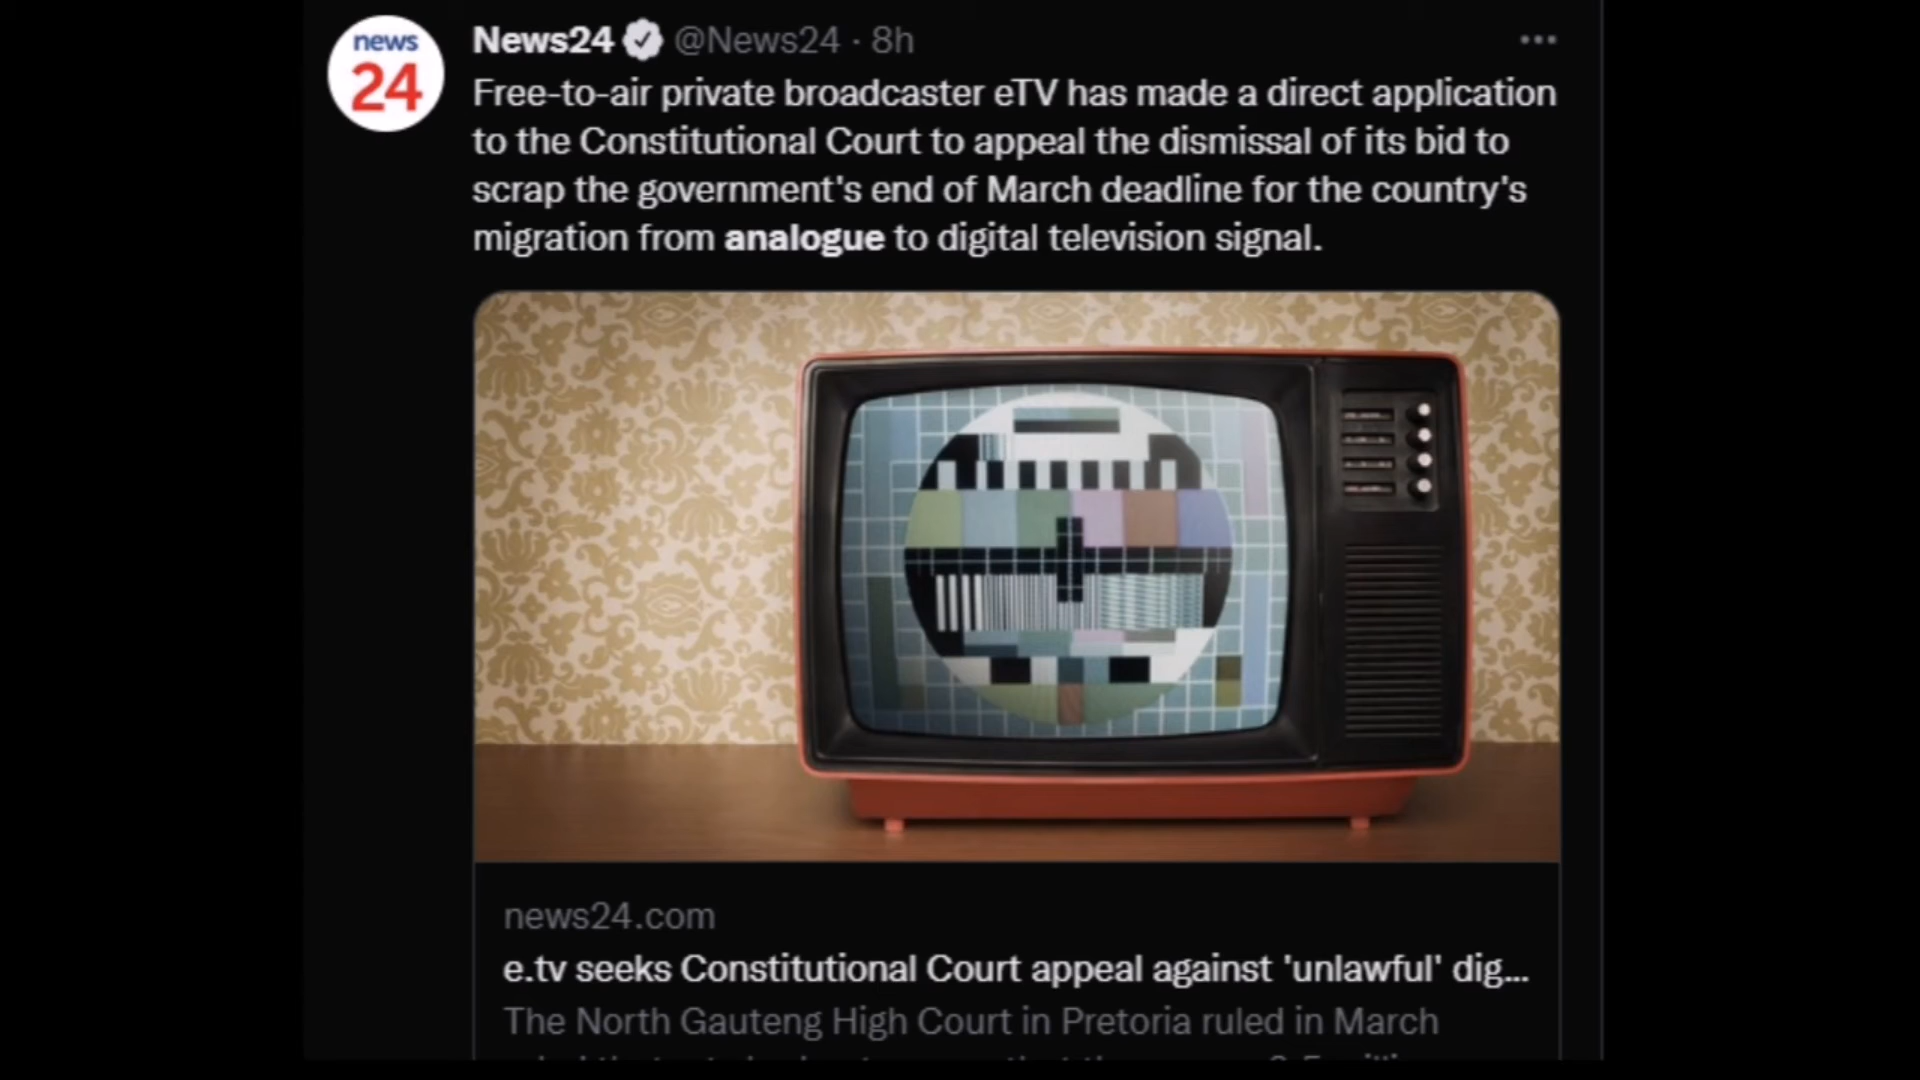 news
24
News24 @News24 · 8h
Free-to-air private broadcaster eTV has made a direct application
to the Constitutional Court to appeal the dismissal of its bid to
scrap the government's end of March deadline for the country's
migration from analogue to digital television signal.
news24.com
e.tv seeks Constitutional Court appeal against 'unlawful' dig...
The North Gauteng High Court in Pretoria ruled in March